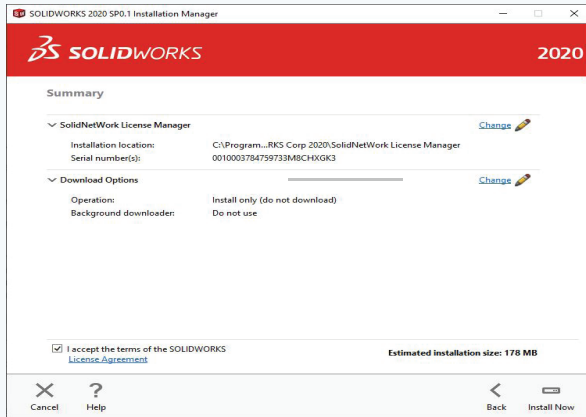 SOLIDWORKS 2020 SP0.1 Installation Manager
SOLIDWORKS 2020
Summary
SolidNetWork License Manager Change
Installation location: C:\Program...RKS Corp 2020\SolidNetWork License Manager
Serial number(s): 0010003784759733M8CHXGK3
Download Options Change
Operation: Install only (do not download)
Background downloader: Do not use
I accept the terms of the SOLIDWORKS
License Agreement
Estimated installation size: 178 MB
Cancel Help Back Install Now